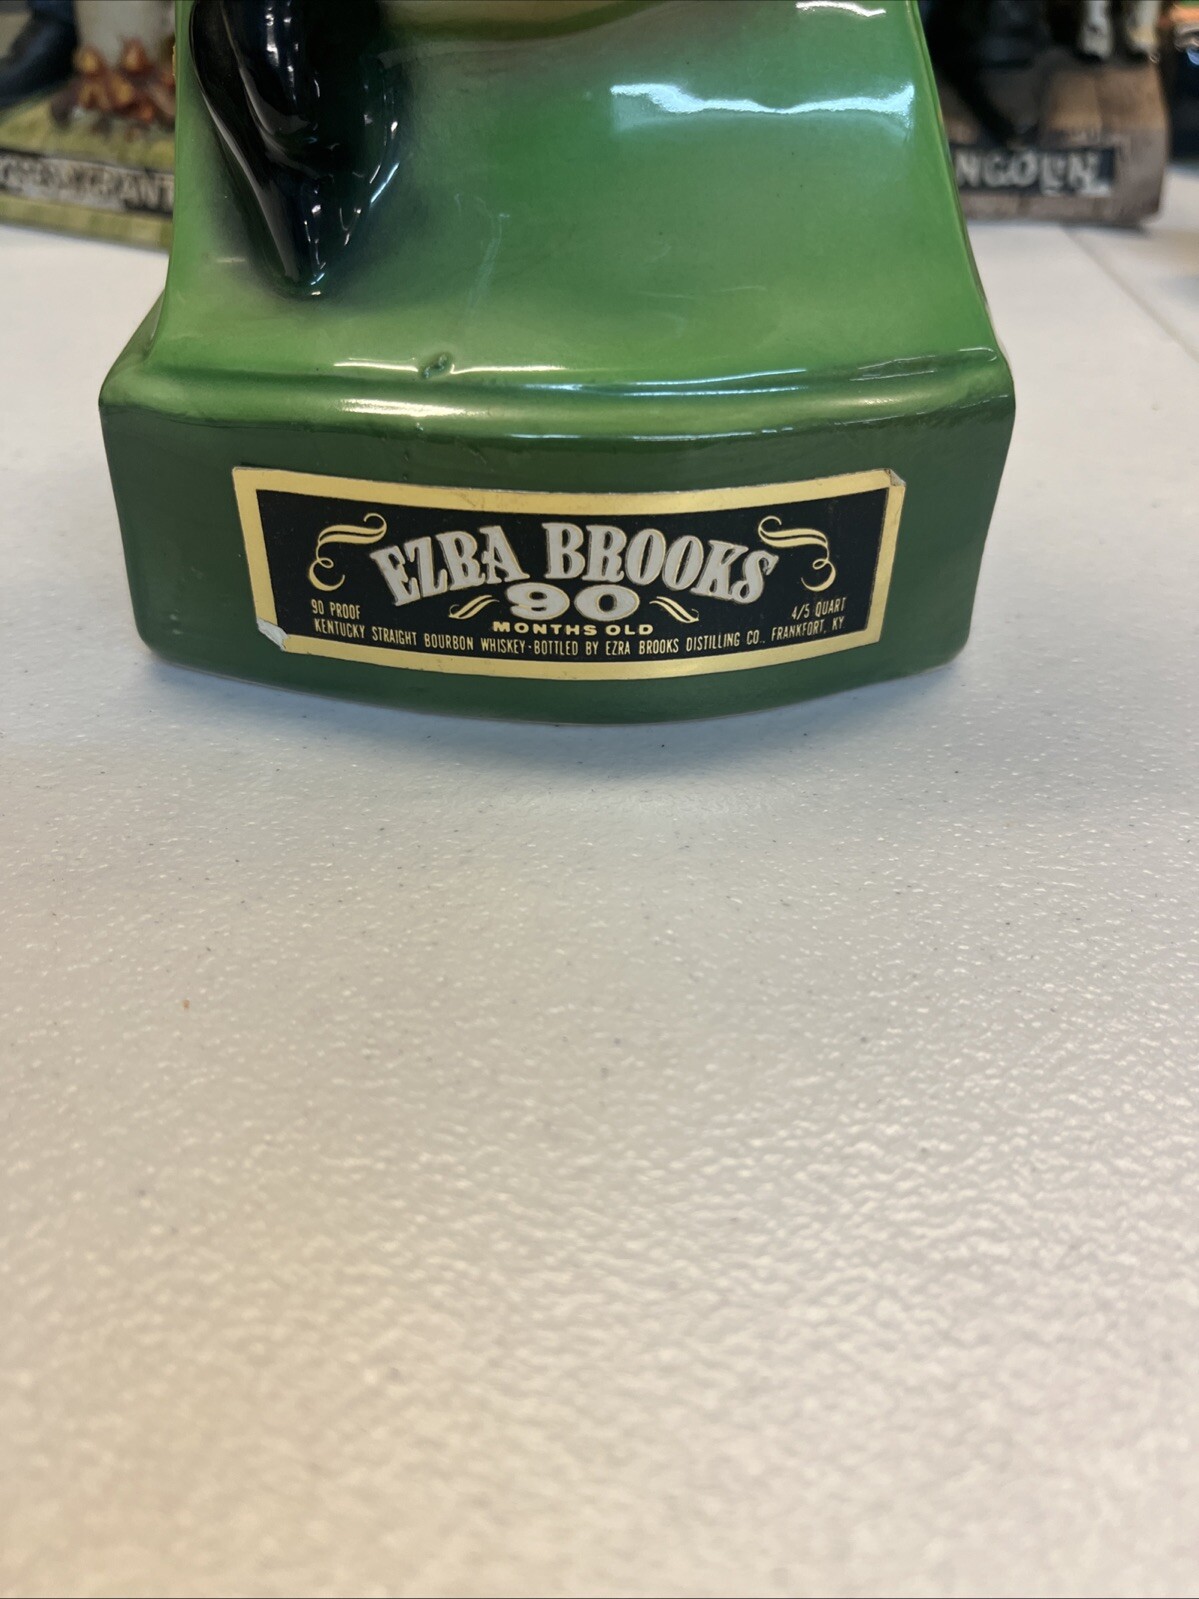 EZRA BROOKS
90
MONTHS OLD
90 PROOF
4/5 QUART
KENTUCKY STRAIGHT BOURBON WHISKEY · BOTTLED BY EZRA BROOKS DISTILLING CO., FRANKFORT, KY